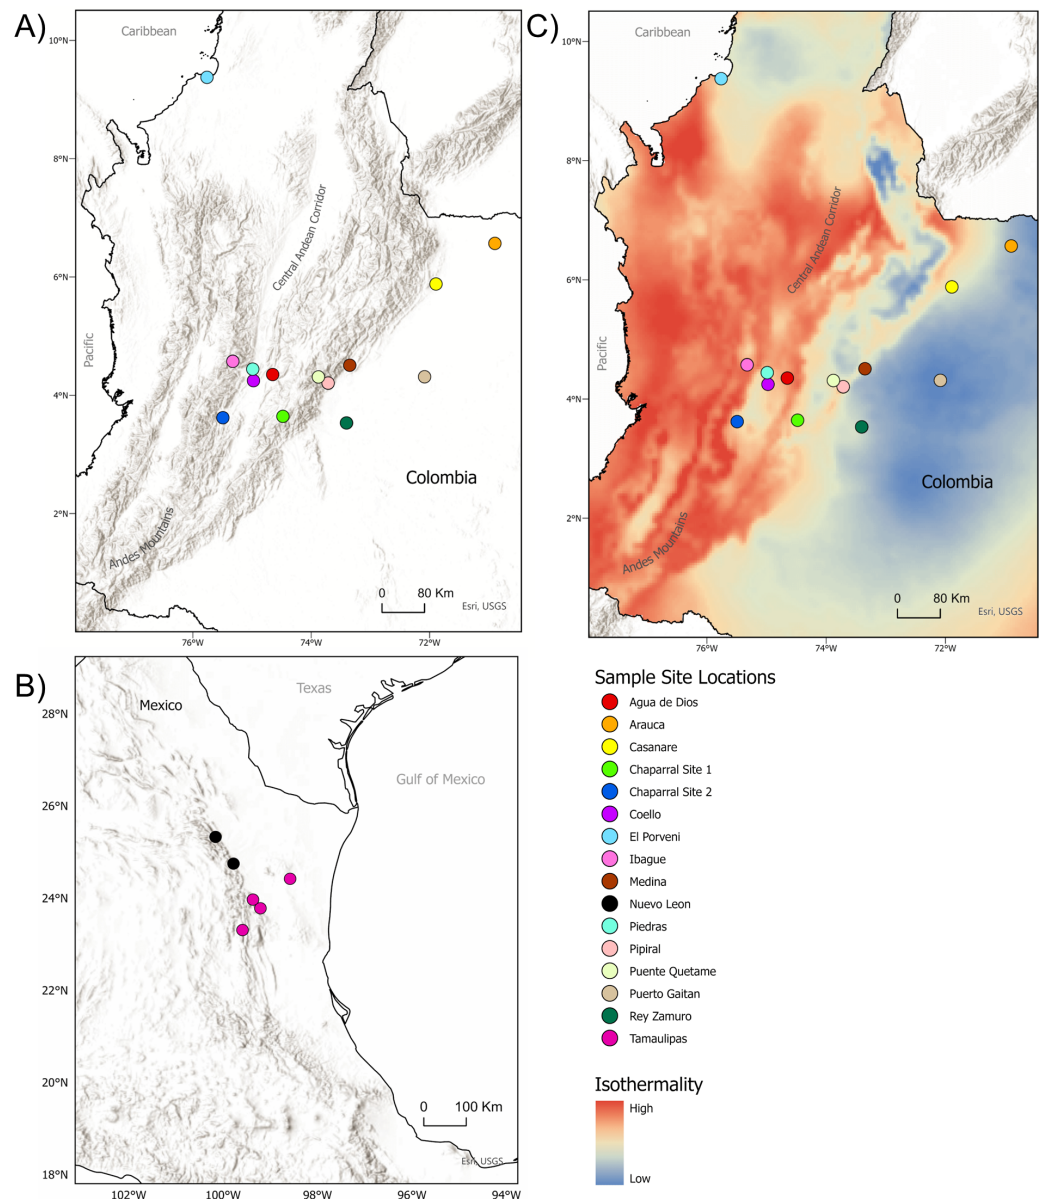 A)
Caribbean
10°N
8°N
6°N
4°N
2°N
Central Andean Corridor
Pacific
Colombia
Andes Mountains
0 80 Km
Esri, USGS
76°W 74°W 72°W
C)
Caribbean
10°N
8°N
6°N
4°N
2°N
Central Andean Corridor
Pacific
Colombia
Andes Mountains
0 80 Km
Esri, USGS
76°W 74°W 72°W
B)
Texas
Mexico
Gulf of Mexico
28°N
26°N
24°N
22°N
20°N
18°N
0 100 Km
Esri, USGS
102°W 100°W 98°W 96°W 94°W
Sample Site Locations
Agua de Dios
Arauca
Casanare
Chaparral Site 1
Chaparral Site 2
Coello
El Porveni
Ibague
Medina
Nuevo Leon
Piedras
Pipiral
Puente Quetame
Puerto Gaitan
Rey Zamuro
Tamaulipas
Isothermality
High
Low